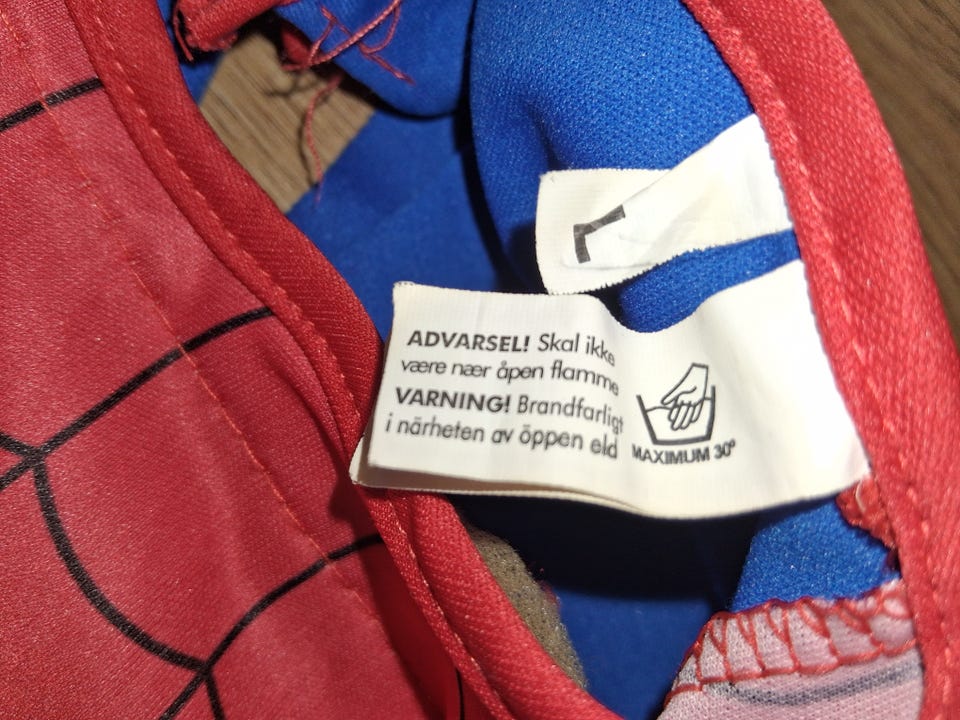 L
ADVARSEL! Skal ikke
være nær åpen flamme
VARNING! Brandfarligt
i närheten av öppen eld
MAXIMUM 30°